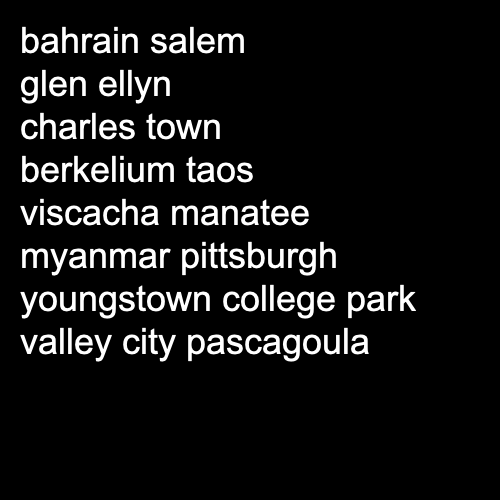 bahrain salem
glen ellyn
charles town
berkelium taos
viscacha manatee
myanmar pittsburgh
youngstown college park
valley city pascagoula